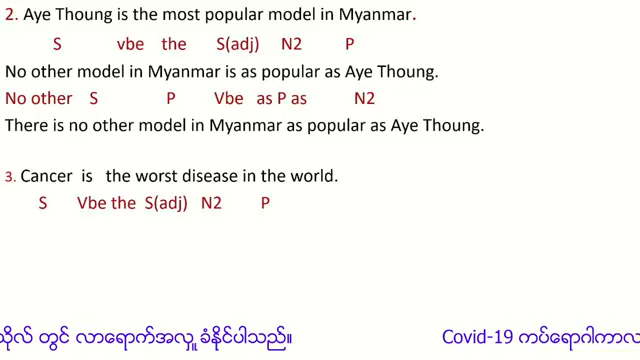 2. Aye Thoung is the most popular model in Myanmar.
S vbe the S(adj) N2 P
No other model in Myanmar is as popular as Aye Thoung.
No other S P Vbe as P as N2
There is no other model in Myanmar as popular as Aye Thoung.
3. Cancer is the worst disease in the world.
S Vbe the S(adj) N2 P
သိုလ် တွင် လာရောက်အလှူ ခံနိုင်ပါသည်။ Covid-19 ကပ်ရောဂါကာလ